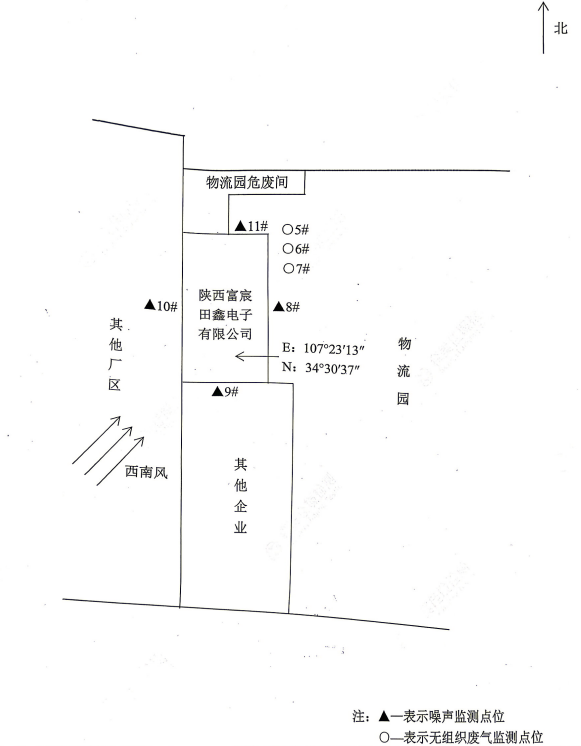 北
物流园危废间
▲11#
○5#
○6#
○7#
陕西富宸
田鑫电子
有限公司
▲10#
▲8#
其他厂区
E：107°23′13″
N：34°30′37″
物流园
▲9#
西南风
其他企业
注：▲—表示噪声监测点位
○—表示无组织废气监测点位